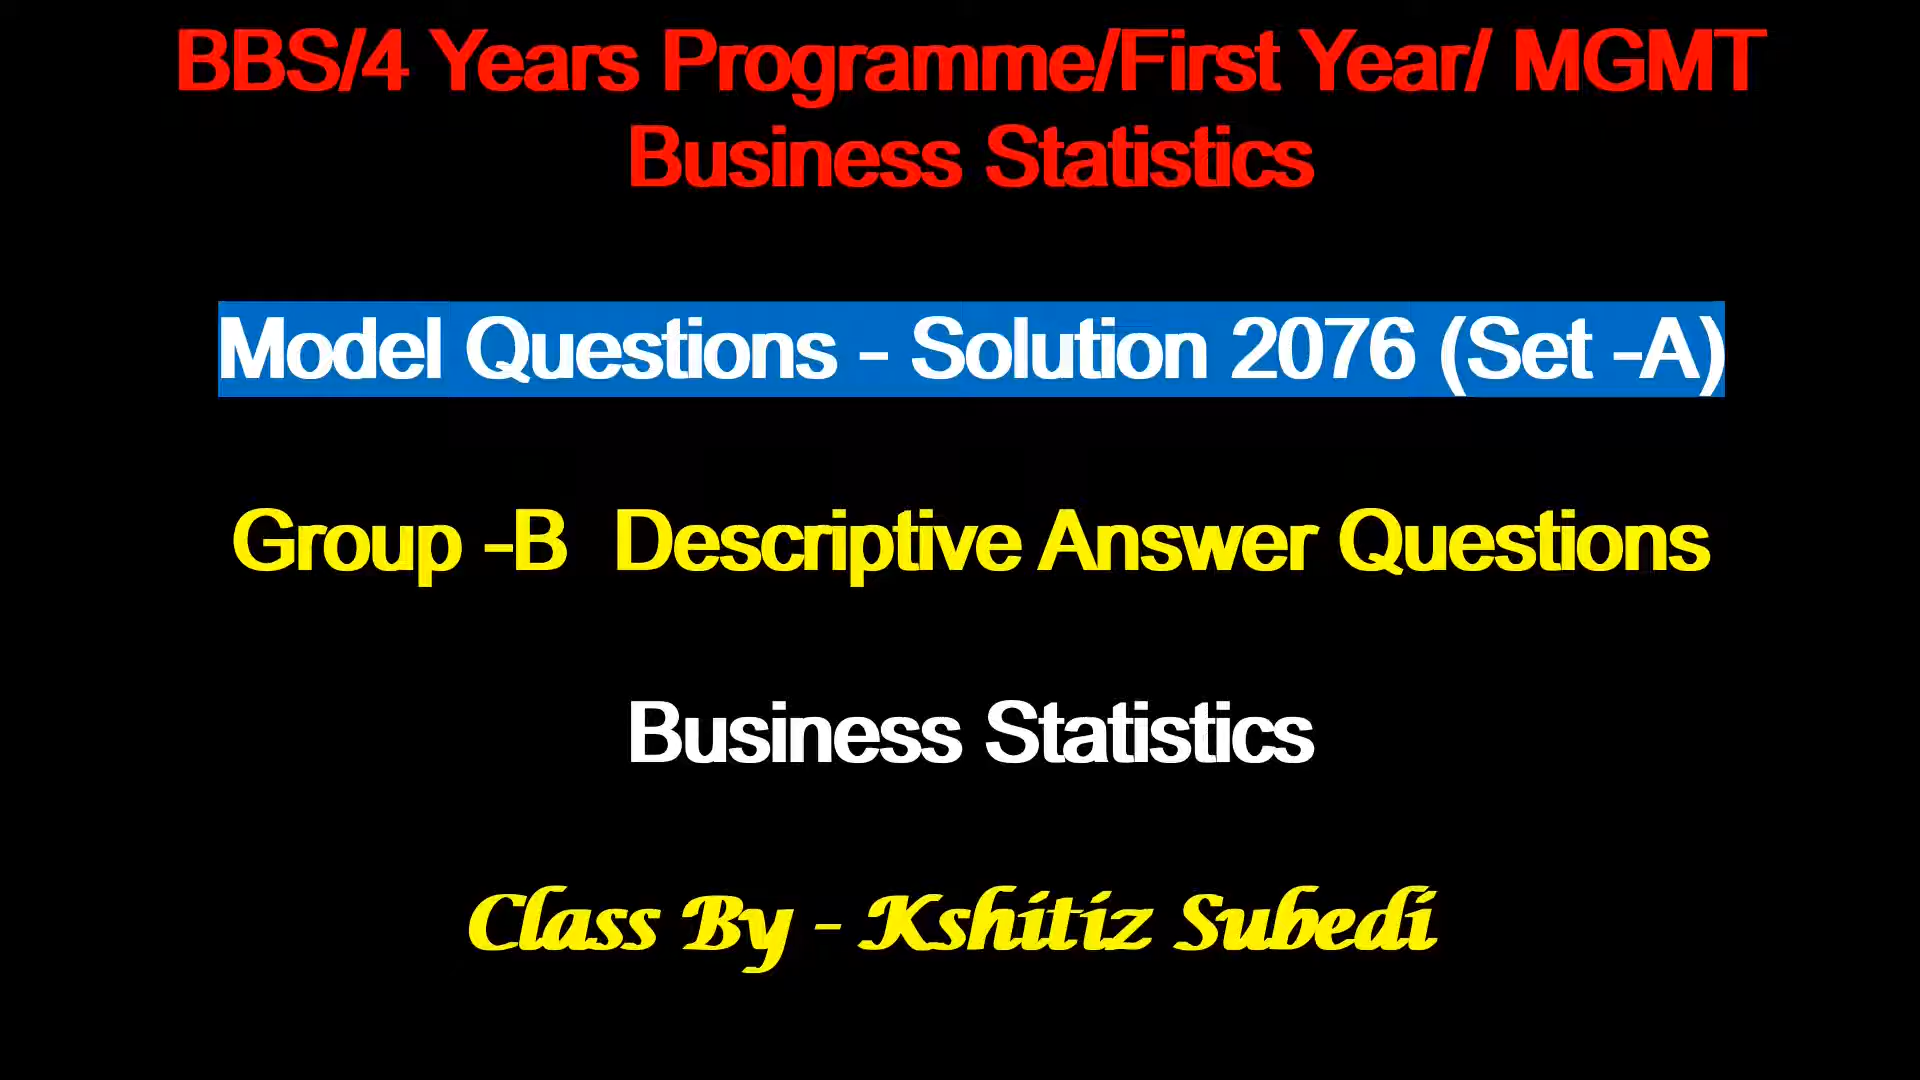 BBS/4 Years Programme/First Year/ MGMT
Business Statistics
Model Questions - Solution 2076 (Set -A)
Group -B Descriptive Answer Questions
Business Statistics
Class By - Kshitiz Subedi